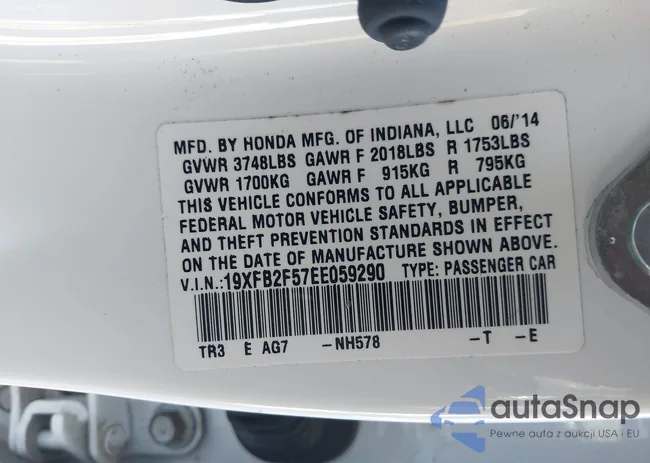 MFD. BY HONDA MFG. OF INDIANA, LLC 06/'14
GVWR 3748LBS GAWR F 2018LBS R 1753LBS
GVWR 1700KG GAWR F 915KG R 795KG
THIS VEHICLE CONFORMS TO ALL APPLICABLE
FEDERAL MOTOR VEHICLE SAFETY, BUMPER,
AND THEFT PREVENTION STANDARDS IN EFFECT
ON THE DATE OF MANUFACTURE SHOWN ABOVE.
V.I.N.:19XFB2F57EE059290 TYPE: PASSENGER CAR
TR3 E AG7 -NH578 -T -E
autoSnap
Pewne auta z aukcji USA i EU